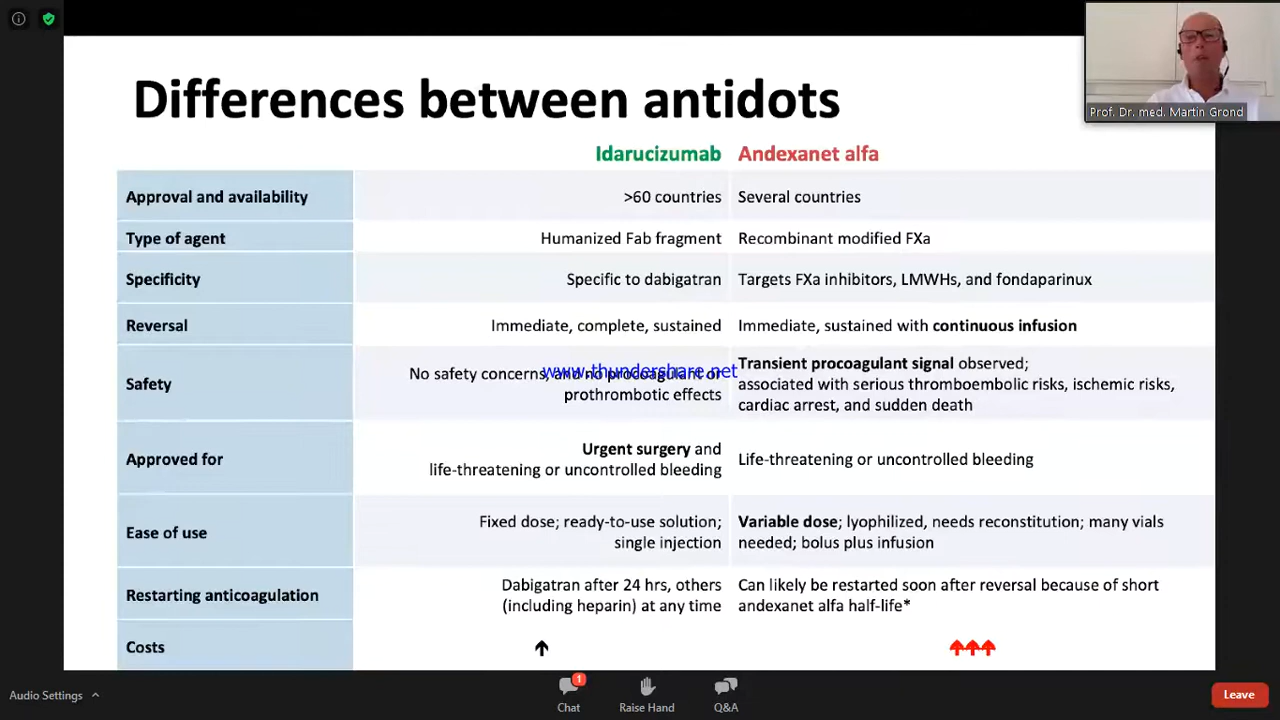 Prof. Dr. med. Martin Grond
Differences between antidots
Idarucizumab Andexanet alfa
Approval and availability >60 countries Several countries
Type of agent Humanized Fab fragment Recombinant modified FXa
Specificity Specific to dabigatran Targets FXa inhibitors, LMWHs, and fondaparinux
Reversal Immediate, complete, sustained Immediate, sustained with continuous infusion
Safety
No safety concerns, and no procoagulant or
prothrombotic effects
www.thundershare.net
Transient procoagulant signal observed;
associated with serious thromboembolic risks, ischemic risks,
cardiac arrest, and sudden death
Approved for
Urgent surgery and
life-threatening or uncontrolled bleeding
Life-threatening or uncontrolled bleeding
Ease of use
Fixed dose; ready-to-use solution;
single injection
Variable dose; lyophilized, needs reconstitution; many vials
needed; bolus plus infusion
Restarting anticoagulation
Dabigatran after 24 hrs, others
(including heparin) at any time
Can likely be restarted soon after reversal because of short
andexanet alfa half-life*
Costs ↑ ↑↑↑
Audio Settings
1
Chat
Raise Hand
Q&A
Leave